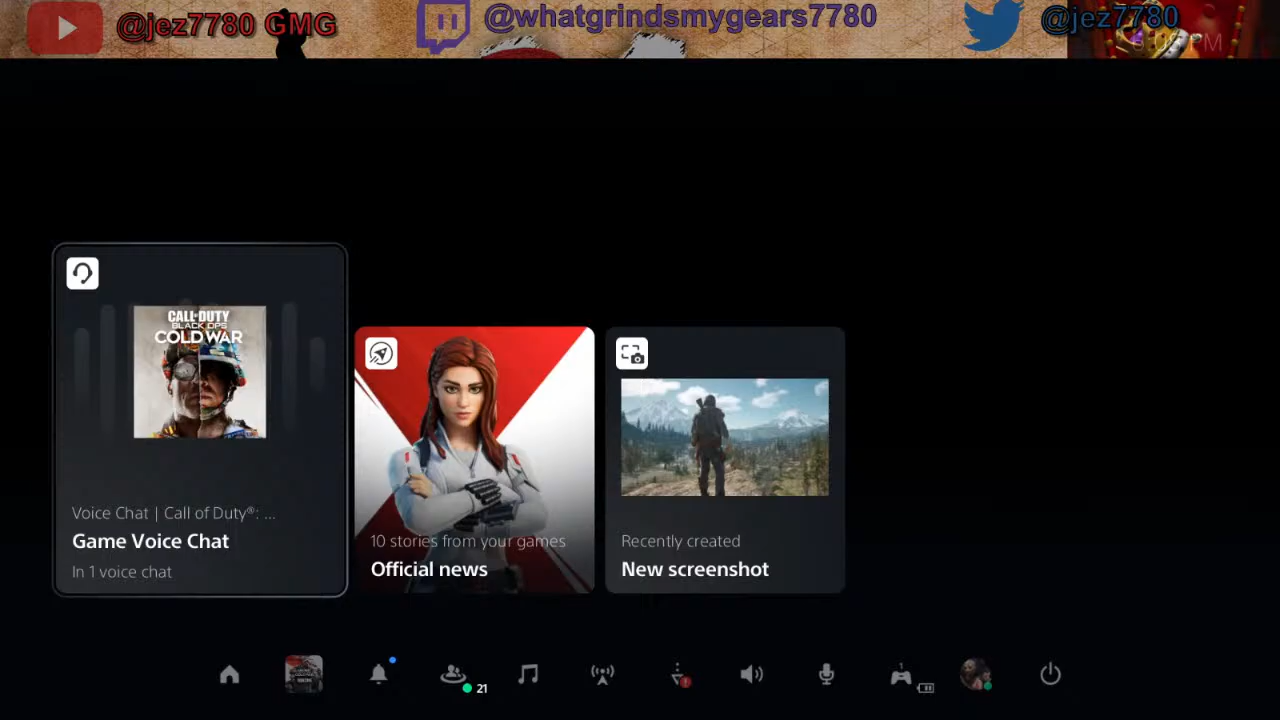 @jez7780 GMG
@whatgrindsmygears7780
@jez7780
CALL OF DUTY
BLACK OPS
COLD WAR
Voice Chat | Call of Duty®: ...
Game Voice Chat
In 1 voice chat
10 stories from your games
Official news
Recently created
New screenshot
21
1